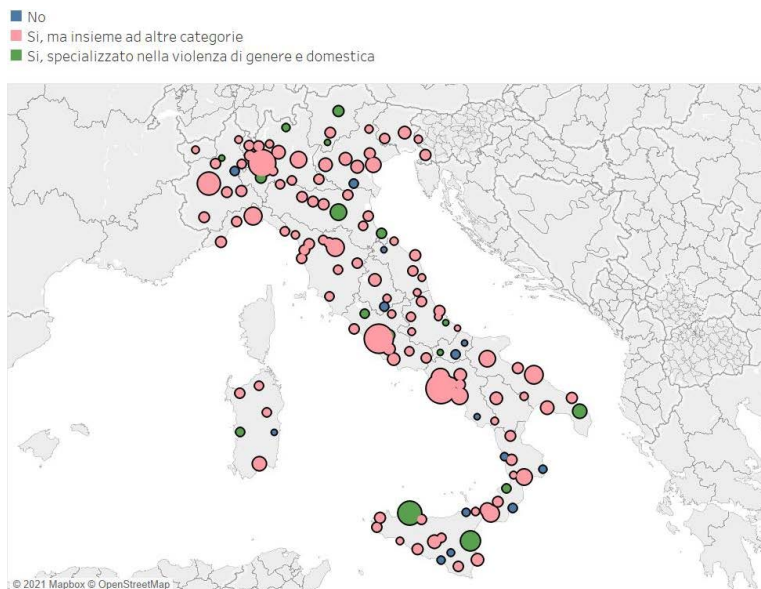 No
Si, ma insieme ad altre categorie
Si, specializzato nella violenza di genere e domestica
© 2021 Mapbox © OpenStreetMap